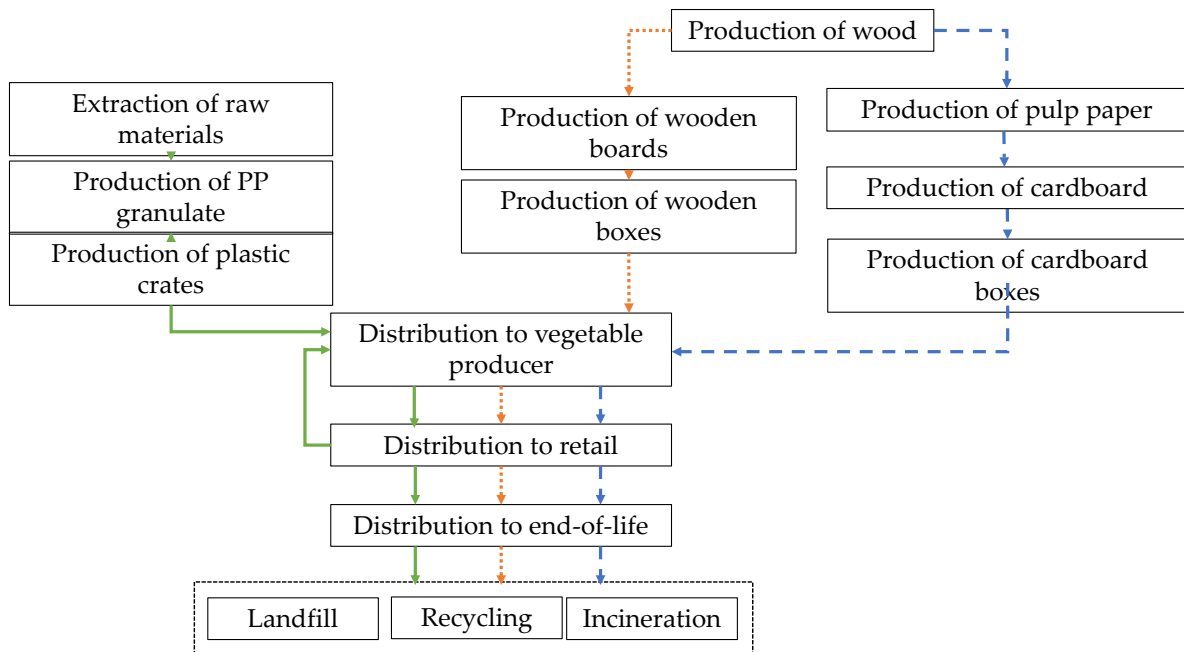 Production of wood
Extraction of raw
materials
Production of wooden
boards
Production of pulp paper
Production of PP
granulate
Production of wooden
boxes
Production of cardboard
Production of plastic
crates
Production of cardboard
boxes
Distribution to vegetable
producer
Distribution to retail
Distribution to end-of-life
Landfill
Recycling
Incineration